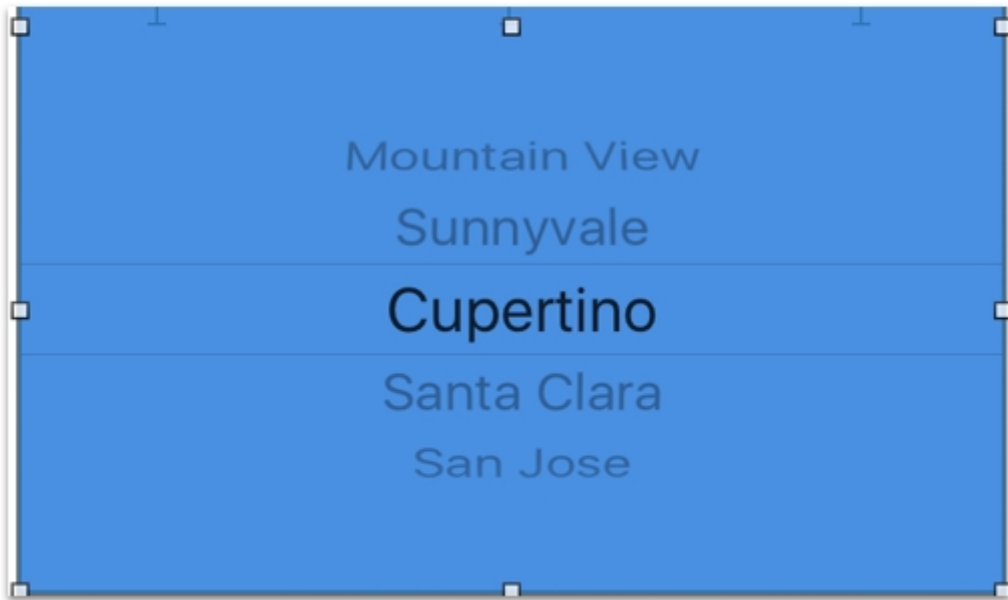 Mountain View
Sunnyvale
Cupertino
Santa Clara
San Jose